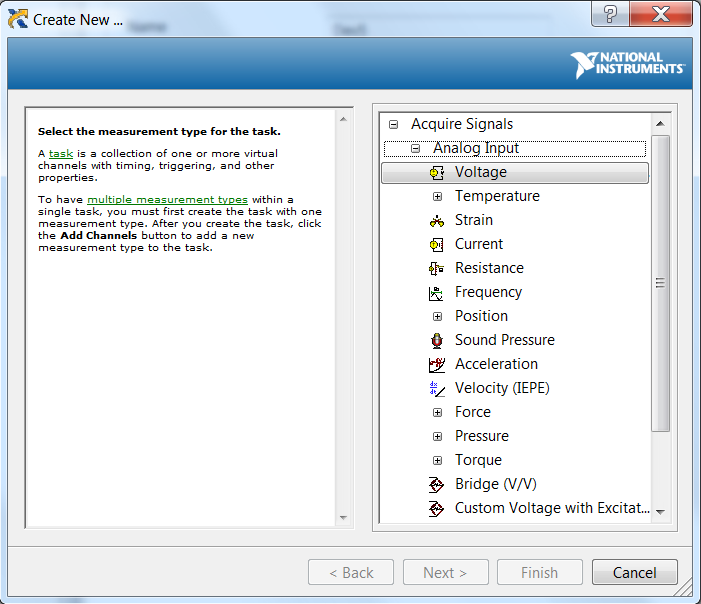 Create New ...
NATIONAL
INSTRUMENTS
Select the measurement type for the task.
A task is a collection of one or more virtual
channels with timing, triggering, and other
properties.
To have multiple measurement types within a
single task, you must first create the task with one
measurement type. After you create the task, click
the Add Channels button to add a new
measurement type to the task.
Acquire Signals
Analog Input
Voltage
Temperature
Strain
Current
Resistance
Frequency
Position
Sound Pressure
Acceleration
Velocity (IEPE)
Force
Pressure
Torque
Bridge (V/V)
Custom Voltage with Excitat...
< Back
Next >
Finish
Cancel